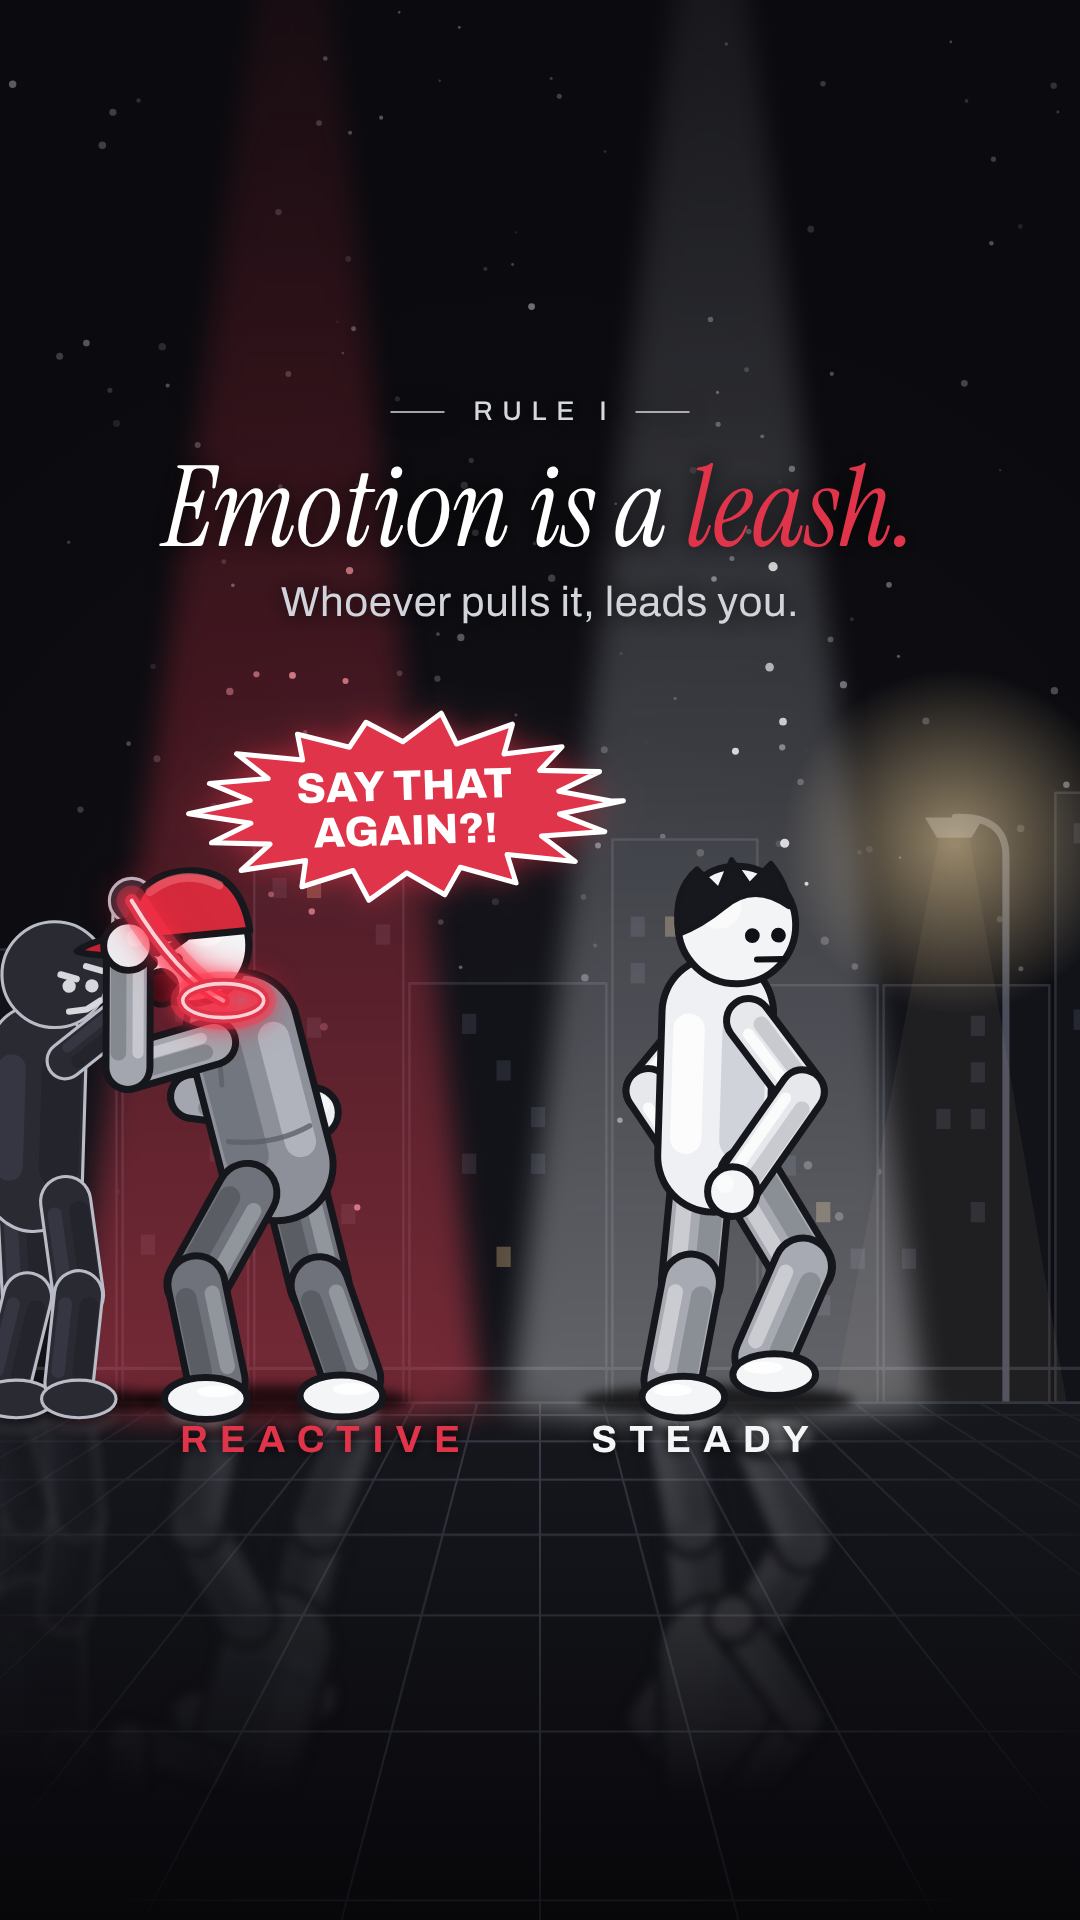 RULE I
Emotion is a leash.
Whoever pulls it, leads you.
SAY THAT
AGAIN?!
REACTIVE
STEADY